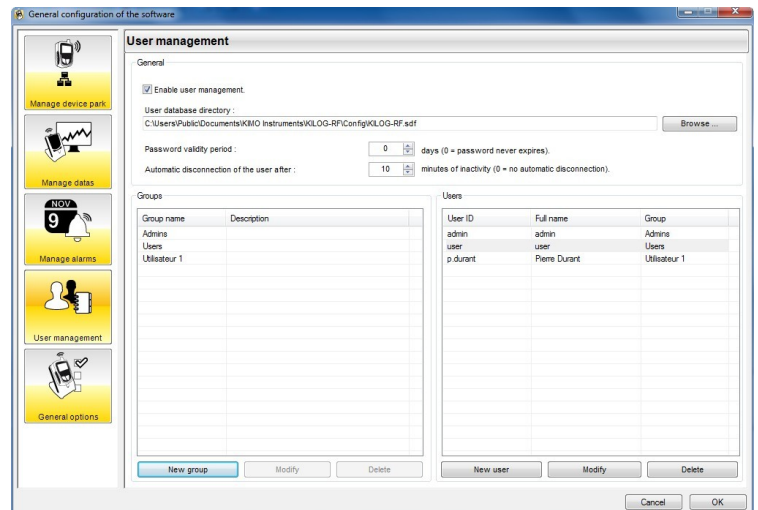 General configuration of the software
Manage device park
Manage datas
NOV
9
Manage alarms
User management
General options
User management
General
Enable user management.
User database directory :
C:\Users\Public\Documents\KIMO Instruments\KILOG-RF\Config\KILOG-RF.sdf
Browse ...
Password validity period : 0 days (0 = password never expires).
Automatic disconnection of the user after : 10 minutes of inactivity (0 = no automatic disconnection).
Groups
Group name Description
Admins
Users
Utilisateur 1
New group Modify Delete
Users
User ID Full name Group
admin admin Admins
user user Users
p.durant Pierre Durant Utilisateur 1
New user Modify Delete
Cancel OK